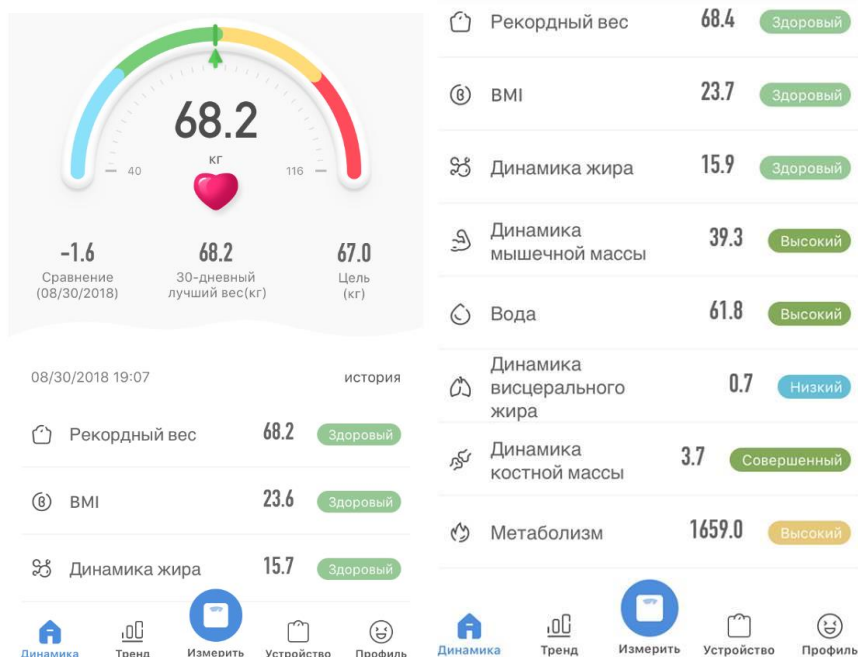 68.2
кг
40
116
-1.6
68.2
67.0
Сравнение
(08/30/2018)
30-дневный
лучший вес(кг)
Цель
(кг)
08/30/2018 19:07
история
Рекордный вес 68.2 Здоровый
BMI 23.6 Здоровый
Динамика жира 15.7 Здоровый
Динамика Тренд Измерить Устройство Профиль
Рекордный вес 68.4 Здоровый
BMI 23.7 Здоровый
Динамика жира 15.9 Здоровый
Динамика
мышечной массы 39.3 Высокий
Вода 61.8 Высокий
Динамика
висцерального 0.7 Низкий
жира
Динамика
костной массы 3.7 Совершенный
Метаболизм 1659.0 Высокий
Динамика Тренд Измерить Устройство Профиль